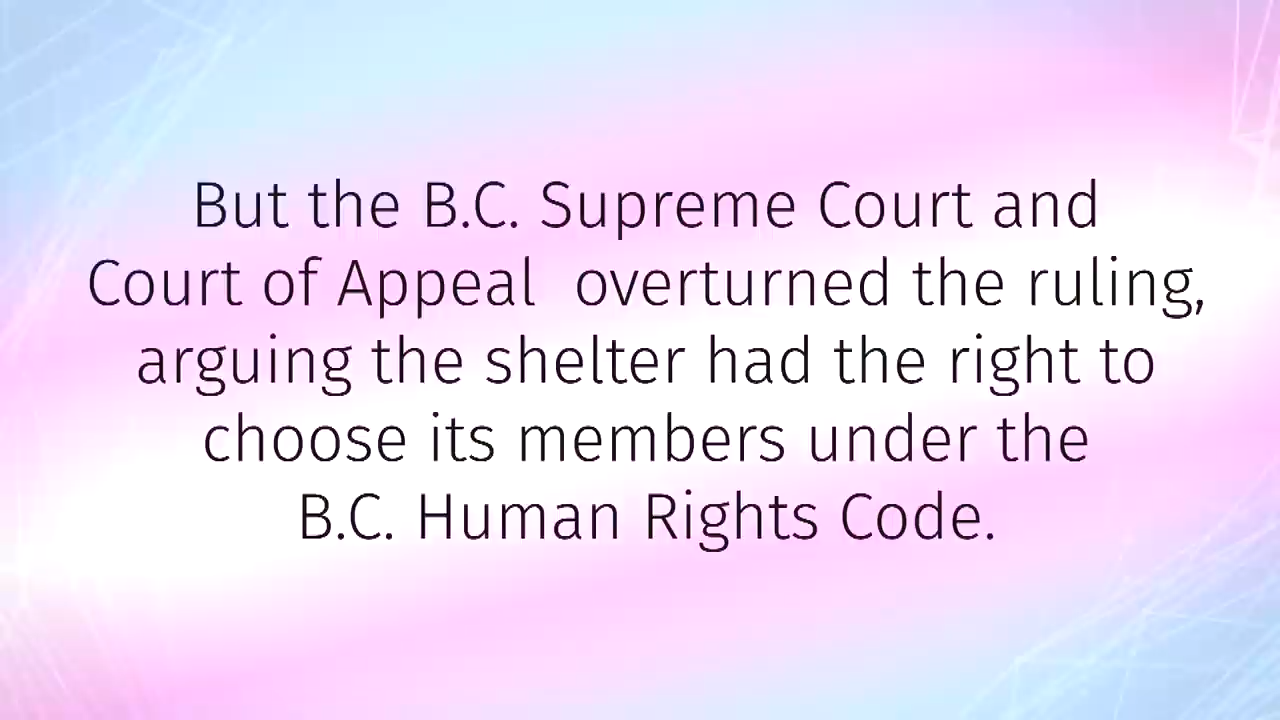 But the B.C. Supreme Court and
Court of Appeal  overturned the ruling,
arguing the shelter had the right to
choose its members under the
B.C. Human Rights Code.